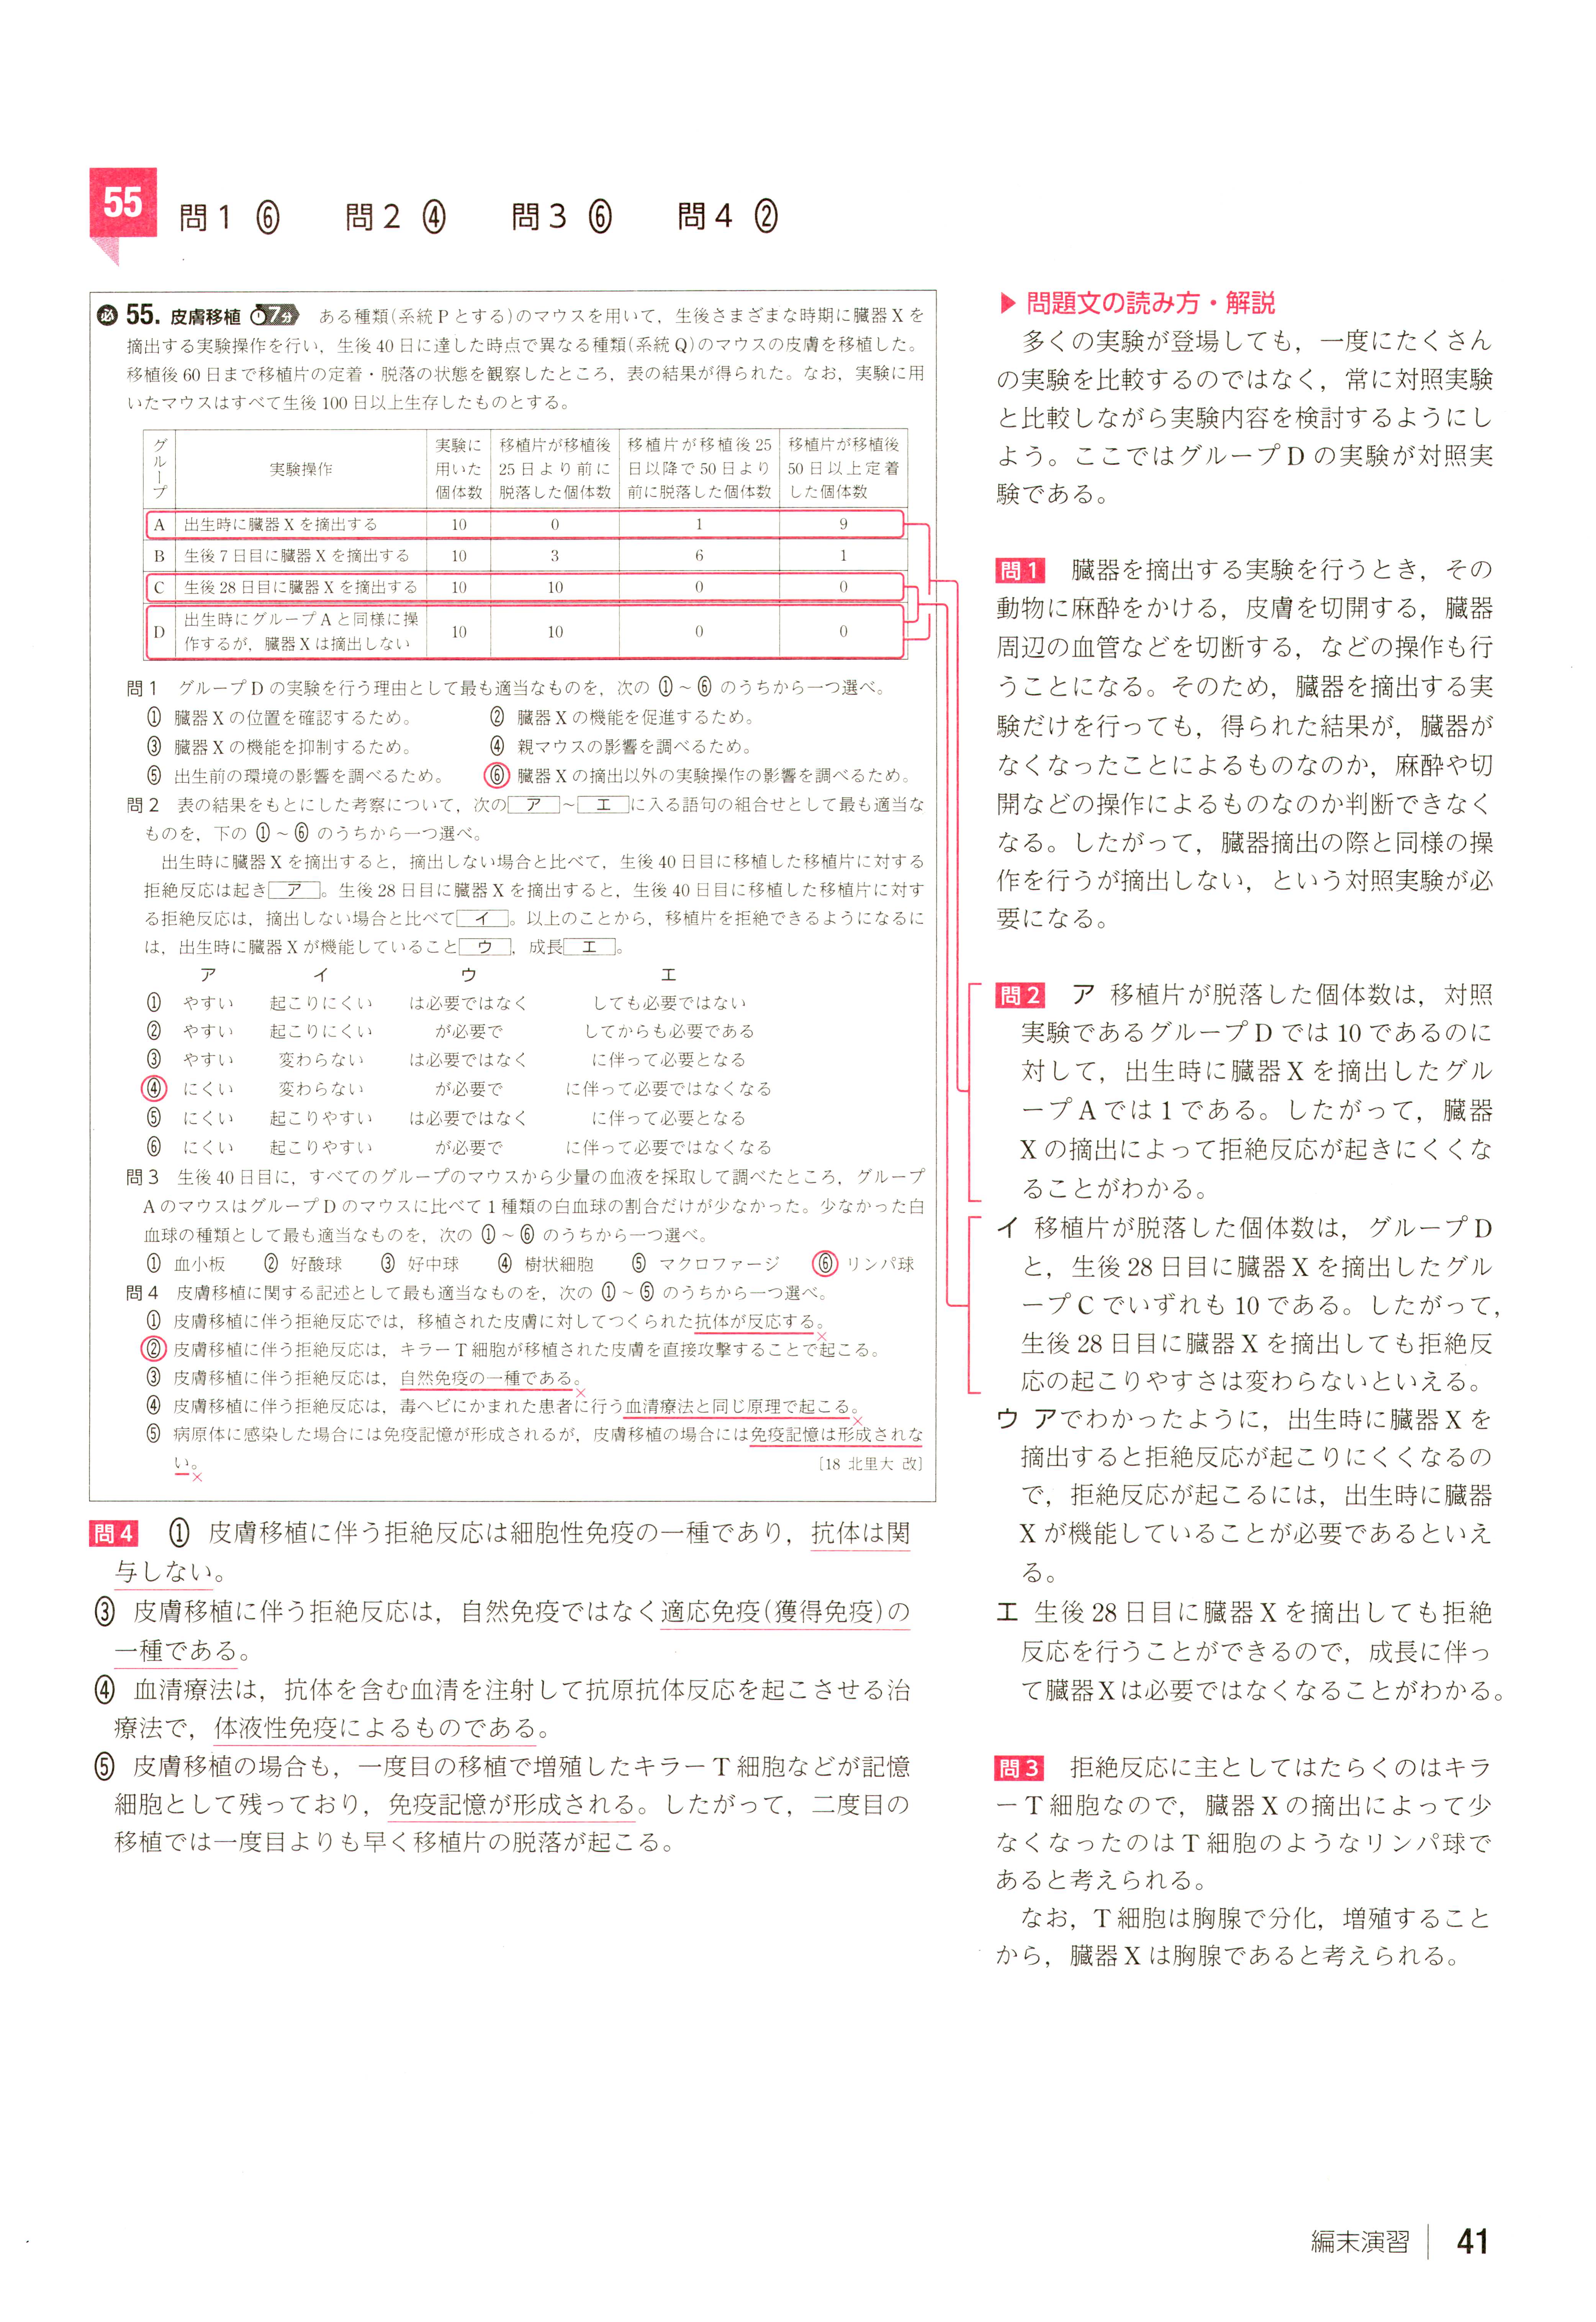 55
問1 ⑥ 問2 ④ 問3 ⑥ 問4 ②
必 55. 皮膚移植 7分 ある種類(系統Pとする)のマウスを用いて，生後さまざまな時期に臓器Xを
摘出する実験操作を行い，生後40日に達した時点で異なる種類(系統Q)のマウスの皮膚を移植した。
移植後60日まで移植片の定着・脱落の状態を観察したところ，表の結果が得られた。なお，実験に用
いたマウスはすべて生後100日以上生存したものとする。
グループ 実験操作 実験に用いた個体数 移植片が移植後25日より前に脱落した個体数 移植片が移植後25日以降で50日より前に脱落した個体数 移植片が移植後50日以上定着した個体数
A 出生時に臓器Xを摘出する 10 0 1 9
B 生後7日目に臓器Xを摘出する 10 3 6 1
C 生後28日目に臓器Xを摘出する 10 10 0 0
D 出生時にグループAと同様に操作するが，臓器Xは摘出しない 10 10 0 0
問1 グループDの実験を行う理由として最も適当なものを，次の①～⑥のうちから一つ選べ。
① 臓器Xの位置を確認するため。 ② 臓器Xの機能を促進するため。
③ 臓器Xの機能を抑制するため。 ④ 親マウスの影響を調べるため。
⑤ 出生前の環境の影響を調べるため。 ⑥ 臓器Xの摘出以外の実験操作の影響を調べるため。
問2 表の結果をもとにした考察について，次の ア ～ エ に入る語句の組合せとして最も適当な
ものを，下の①～⑥のうちから一つ選べ。
出生時に臓器Xを摘出すると，摘出しない場合と比べて，生後40日目に移植した移植片に対する
拒絶反応は起き ア 。生後28日目に臓器Xを摘出すると，生後40日目に移植した移植片に対す
る拒絶反応は，摘出しない場合と比べて イ 。以上のことから，移植片を拒絶できるようになるに
は，出生時に臓器Xが機能していること ウ ，成長 エ 。
ア イ ウ エ
① やすい 起こりにくい は必要ではなく しても必要ではない
② やすい 起こりにくい が必要で してからも必要である
③ やすい 変わらない は必要ではなく に伴って必要となる
④ にくい 変わらない が必要で に伴って必要ではなくなる
⑤ にくい 起こりやすい は必要ではなく に伴って必要となる
⑥ にくい 起こりやすい が必要で に伴って必要ではなくなる
問3 生後40日目に，すべてのグループのマウスから少量の血液を採取して調べたところ，グループ
AのマウスはグループDのマウスに比べて1種類の白血球の割合だけが少なかった。少なかった白
血球の種類として最も適当なものを，次の①～⑥のうちから一つ選べ。
① 血小板 ② 好酸球 ③ 好中球 ④ 樹状細胞 ⑤ マクロファージ ⑥ リンパ球
問4 皮膚移植に関する記述として最も適当なものを，次の①～⑤のうちから一つ選べ。
① 皮膚移植に伴う拒絶反応では，移植された皮膚に対してつくられた抗体が反応する。×
② 皮膚移植に伴う拒絶反応は，キラーT細胞が移植された皮膚を直接攻撃することで起こる。
③ 皮膚移植に伴う拒絶反応は，自然免疫の一種である。×
④ 皮膚移植に伴う拒絶反応は，毒ヘビにかまれた患者に行う血清療法と同じ原理で起こる。×
⑤ 病原体に感染した場合には免疫記憶が形成されるが，皮膚移植の場合には免疫記憶は形成されな
い。× 〔18 北里大 改〕
問4 ① 皮膚移植に伴う拒絶反応は細胞性免疫の一種であり，抗体は関
与しない。
③ 皮膚移植に伴う拒絶反応は，自然免疫ではなく適応免疫(獲得免疫)の
一種である。
④ 血清療法は，抗体を含む血清を注射して抗原抗体反応を起こさせる治
療法で，体液性免疫によるものである。
⑤ 皮膚移植の場合も，一度目の移植で増殖したキラーT細胞などが記憶
細胞として残っており，免疫記憶が形成される。したがって，二度目の
移植では一度目よりも早く移植片の脱落が起こる。
▶問題文の読み方・解説
多くの実験が登場しても，一度にたくさん
の実験を比較するのではなく，常に対照実験
と比較しながら実験内容を検討するようにし
よう。ここではグループDの実験が対照実
験である。
問1 臓器を摘出する実験を行うとき，その
動物に麻酔をかける，皮膚を切開する，臓器
周辺の血管などを切断する，などの操作も行
うことになる。そのため，臓器を摘出する実
験だけを行っても，得られた結果が，臓器が
なくなったことによるものなのか，麻酔や切
開などの操作によるものなのか判断できなく
なる。したがって，臓器摘出の際と同様の操
作を行うが摘出しない，という対照実験が必
要になる。
問2 ア 移植片が脱落した個体数は，対照
実験であるグループDでは10であるのに
対して，出生時に臓器Xを摘出したグル
ープAでは1である。したがって，臓器
Xの摘出によって拒絶反応が起きにくくな
ることがわかる。
イ 移植片が脱落した個体数は，グループD
と，生後28日目に臓器Xを摘出したグル
ープCでいずれも10である。したがって，
生後28日目に臓器Xを摘出しても拒絶反
応の起こりやすさは変わらないといえる。
ウ アでわかったように，出生時に臓器Xを
摘出すると拒絶反応が起こりにくくなるの
で，拒絶反応が起こるには，出生時に臓器
Xが機能していることが必要であるといえ
る。
エ 生後28日目に臓器Xを摘出しても拒絶
反応を行うことができるので，成長に伴っ
て臓器Xは必要ではなくなることがわかる。
問3 拒絶反応に主としてはたらくのはキラ
ーT細胞なので，臓器Xの摘出によって少
なくなったのはT細胞のようなリンパ球で
あると考えられる。
なお，T細胞は胸腺で分化，増殖すること
から，臓器Xは胸腺であると考えられる。
編末演習 41